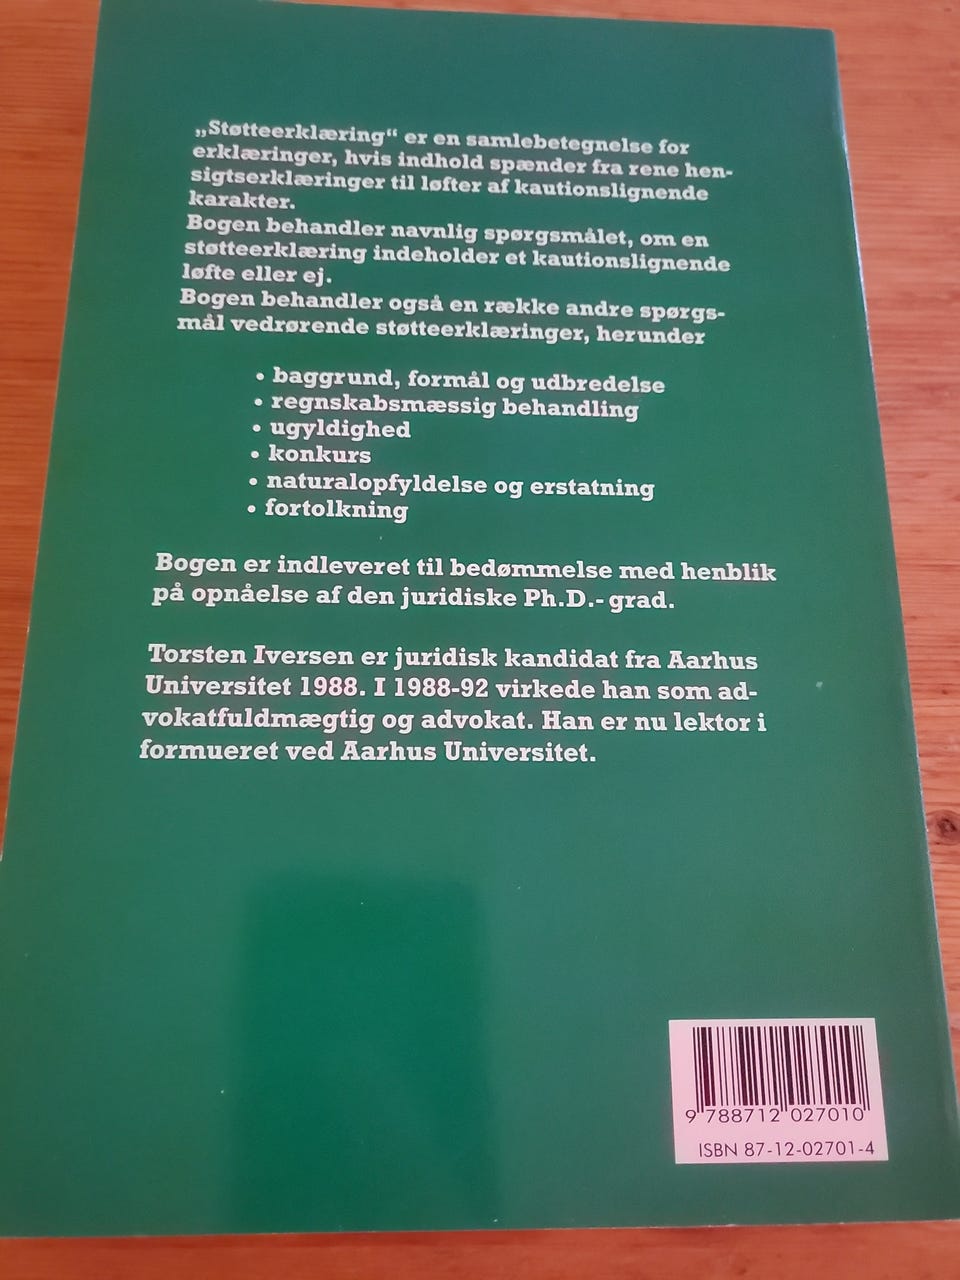 „Støtteerklæring“ er en samlebetegnelse for
erklæringer, hvis indhold spænder fra rene hen-
sigtserklæringer til løfter af kautionslignende
karakter.
Bogen behandler navnlig spørgsmålet, om en
støtteerklæring indeholder et kautionslignende
løfte eller ej.
Bogen behandler også en række andre spørgs-
mål vedrørende støtteerklæringer, herunder
• baggrund, formål og udbredelse
• regnskabsmæssig behandling
• ugyldighed
• konkurs
• naturalopfyldelse og erstatning
• fortolkning
Bogen er indleveret til bedømmelse med henblik
på opnåelse af den juridiske Ph.D.-grad.
Torsten Iversen er juridisk kandidat fra Aarhus
Universitet 1988. I 1988-92 virkede han som ad-
vokatfuldmægtig og advokat. Han er nu lektor i
formueret ved Aarhus Universitet.
9 788712 027010
ISBN 87-12-02701-4